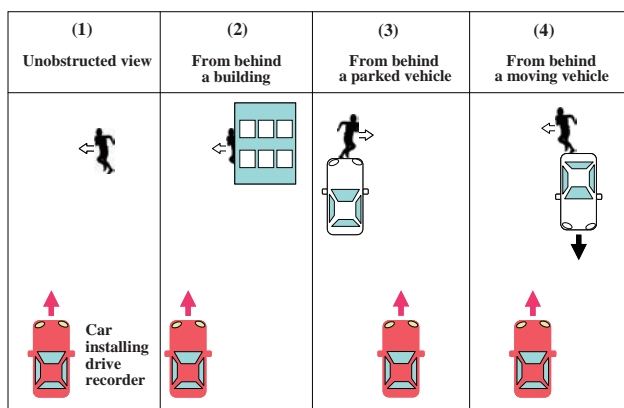 (1)
Unobstructed view
(2)
From behind
a building
(3)
From behind
a parked vehicle
(4)
From behind
a moving vehicle
Car
installing
drive
recorder